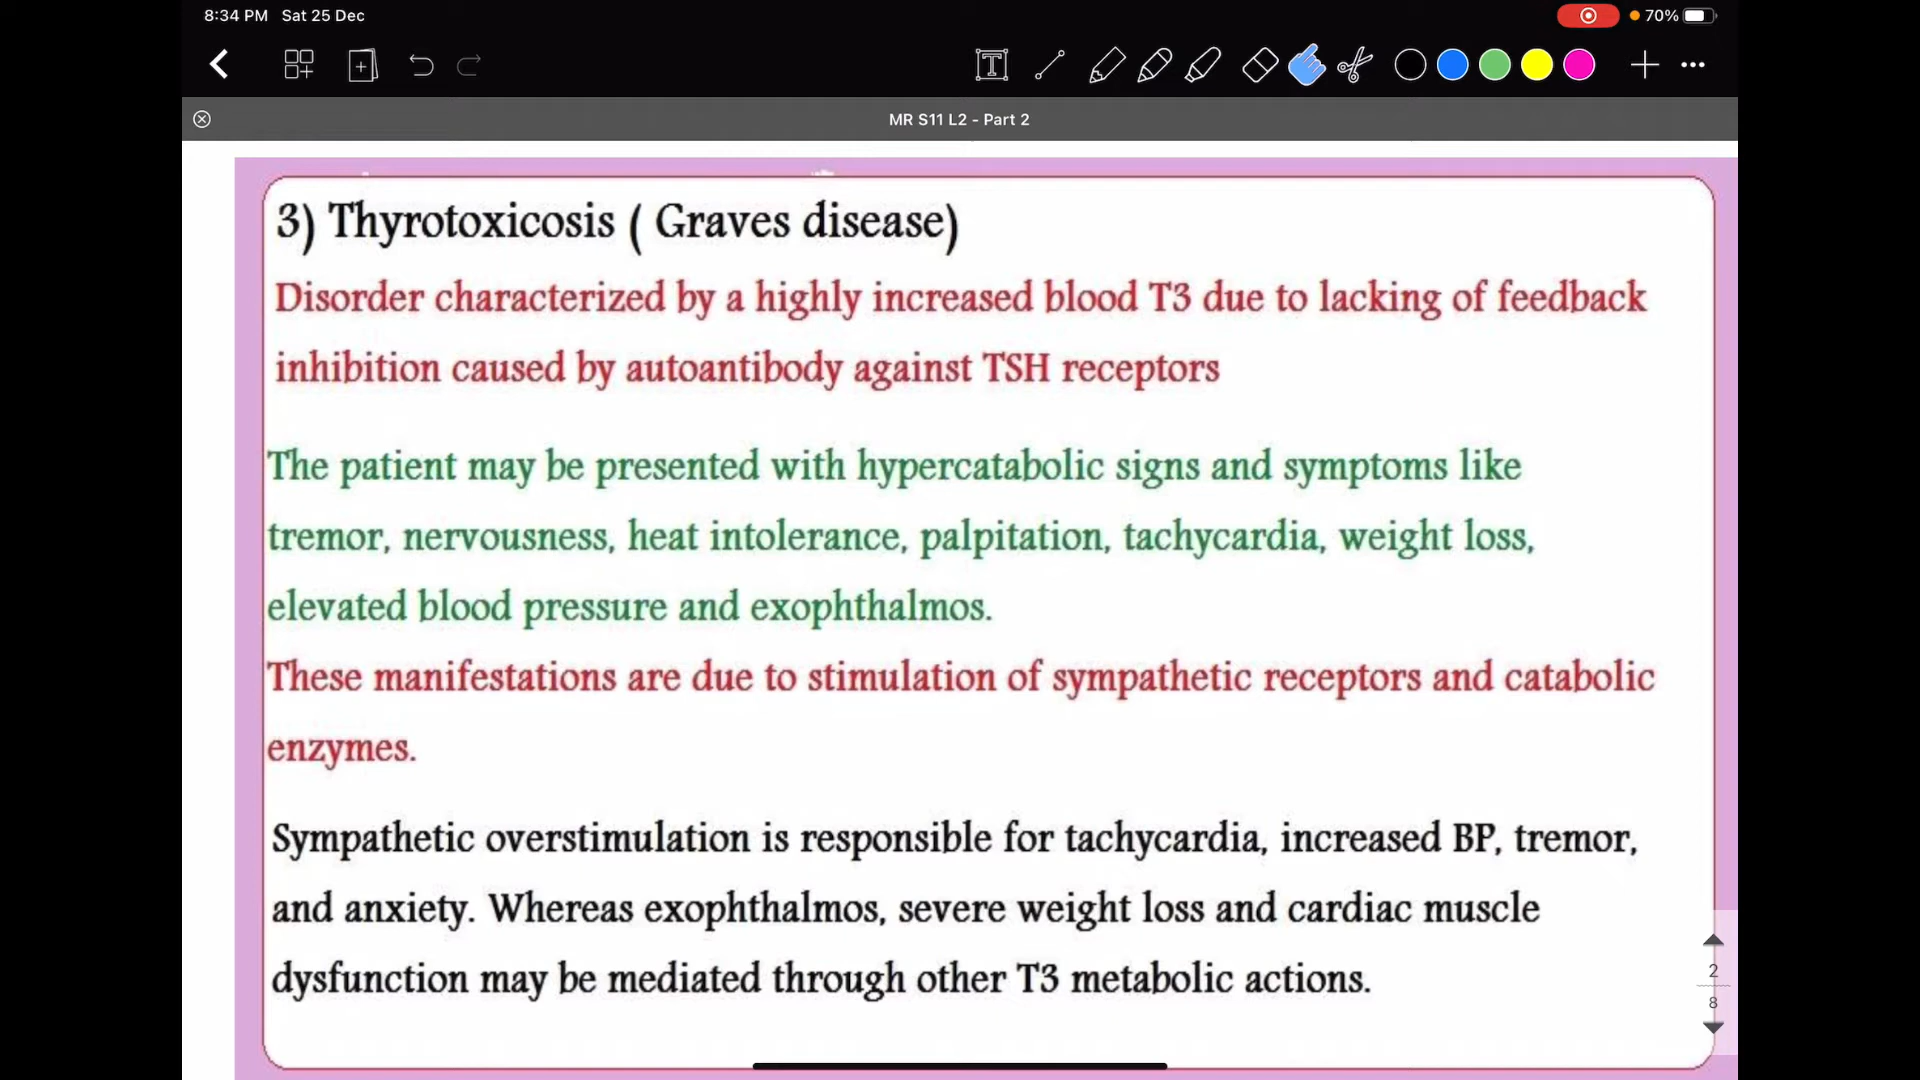 8:34 PM Sat 25 Dec
70%
MR S11 L2 - Part 2
3) Thyrotoxicosis ( Graves disease)
Disorder characterized by a highly increased blood T3 due to lacking of feedback
inhibition caused by autoantibody against TSH receptors
The patient may be presented with hypercatabolic signs and symptoms like
tremor, nervousness, heat intolerance, palpitation, tachycardia, weight loss,
elevated blood pressure and exophthalmos.
These manifestations are due to stimulation of sympathetic receptors and catabolic
enzymes.
Sympathetic overstimulation is responsible for tachycardia, increased BP, tremor,
and anxiety. Whereas exophthalmos, severe weight loss and cardiac muscle
dysfunction may be mediated through other T3 metabolic actions.
2
8